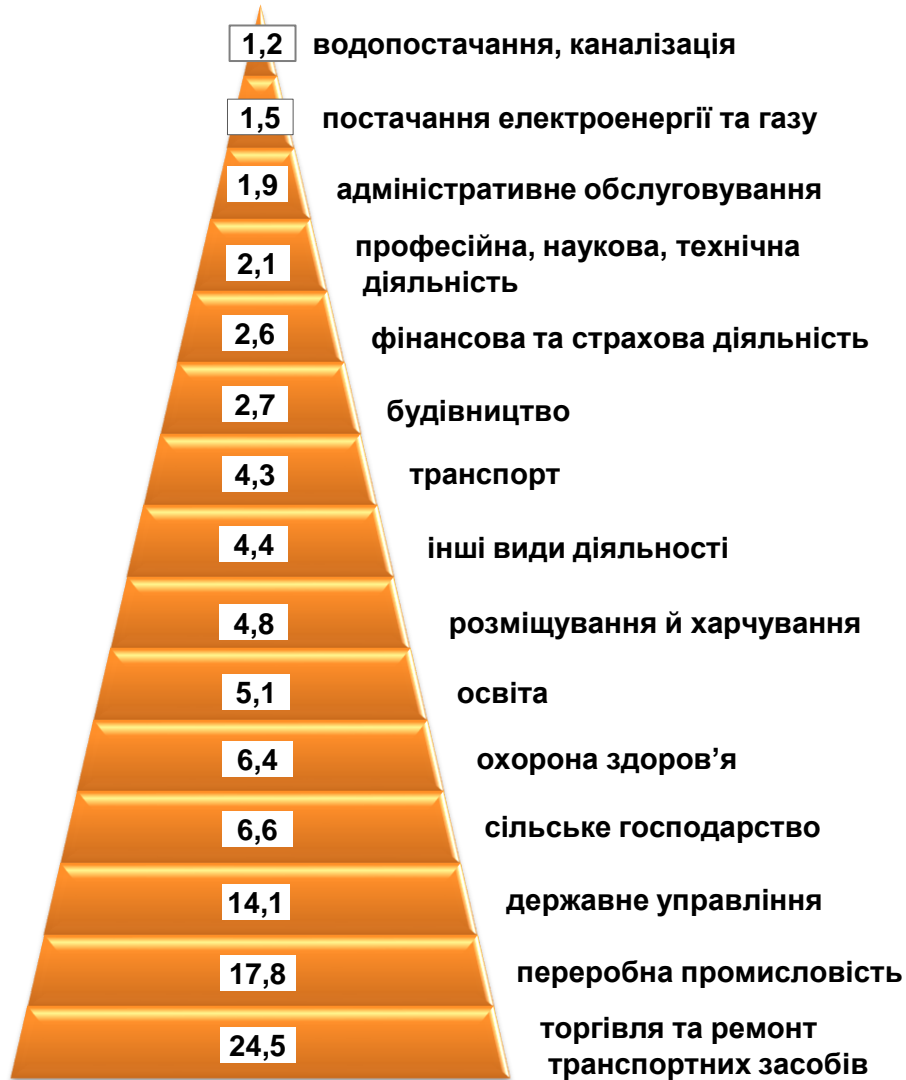 1,2 водопостачання, каналізація
1,5 постачання електроенергії та газу
1,9 адміністративне обслуговування
2,1 професійна, наукова, технічна
діяльність
2,6 фінансова та страхова діяльність
2,7 будівництво
4,3 транспорт
4,4 інші види діяльності
4,8 розміщування й харчування
5,1 освіта
6,4 охорона здоров’я
6,6 сільське господарство
14,1 державне управління
17,8 переробна промисловість
24,5 торгівля та ремонт
транспортних засобів